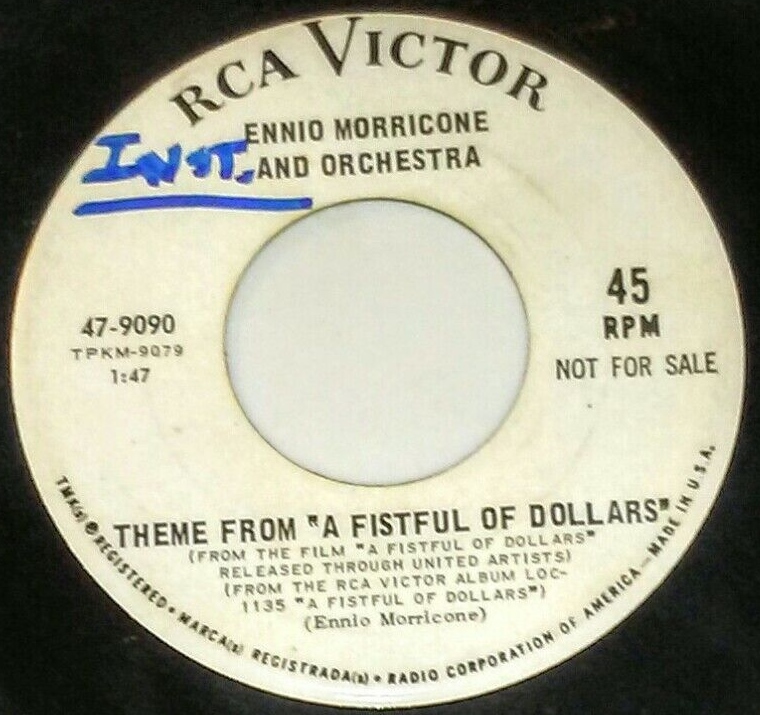 RCA VICTOR
ENNIO MORRICONE
INST. AND ORCHESTRA
45
RPM
NOT FOR SALE
47-9090
TPKM-9079
1:47
THEME FROM "A FISTFUL OF DOLLARS"
(FROM THE FILM "A FISTFUL OF DOLLARS"
RELEASED THROUGH UNITED ARTISTS)
(FROM THE RCA VICTOR ALBUM LOC-
1135 "A FISTFUL OF DOLLARS")
(Ennio Morricone)
TMK(s) ® REGISTERED • MARCA(s) REGISTRADA(s) • RADIO CORPORATION OF AMERICA—MADE IN U.S.A.